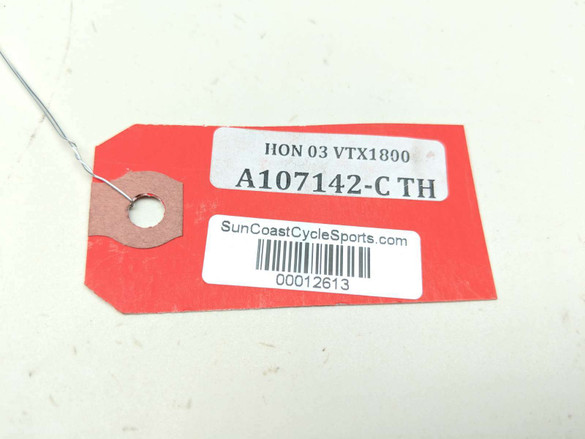 HON 03 VTX1800
A107142-C TH
SunCoastCycleSports.com
00012613